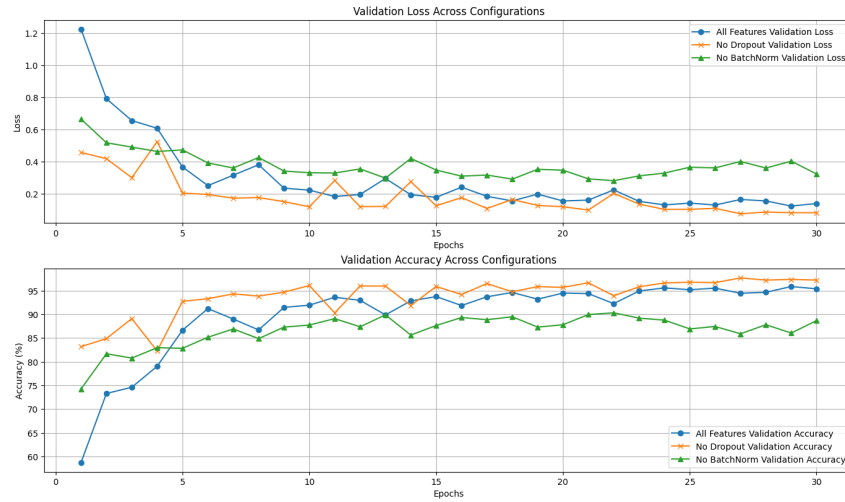 Validation Loss Across Configurations
All Features Validation Loss
No Dropout Validation Loss
No BatchNorm Validation Loss
1.2
1.0
0.8
0.6
0.4
0.2
Loss
0 5 10 15 20 25 30
Epochs
Validation Accuracy Across Configurations
95
90
85
80
75
70
65
60
Accuracy (%)
All Features Validation Accuracy
No Dropout Validation Accuracy
No BatchNorm Validation Accuracy
0 5 10 15 20 25 30
Epochs